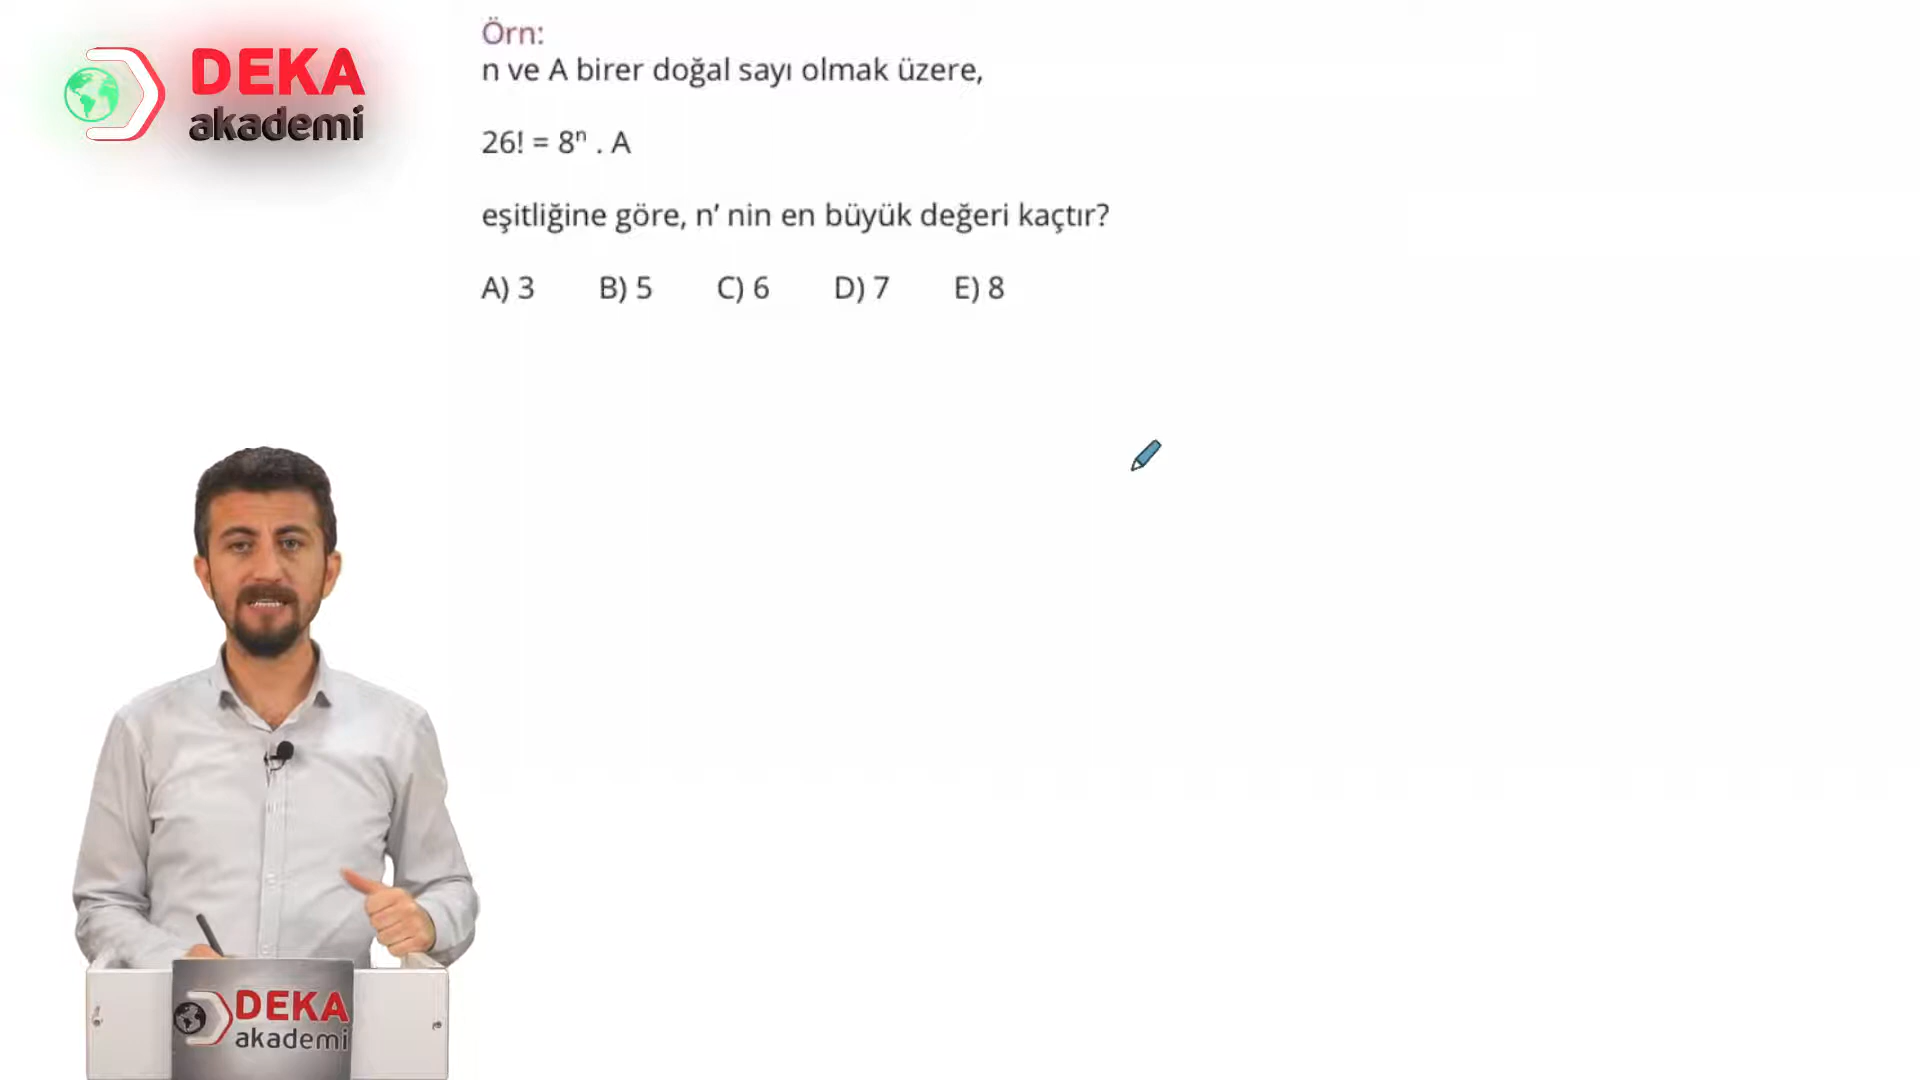 DEKA
akademi
Örn:
n ve A birer doğal sayı olmak üzere,
26! = 8ⁿ . A
eşitliğine göre, n’ nin en büyük değeri kaçtır?
A) 3 B) 5 C) 6 D) 7 E) 8
DEKA
akademi